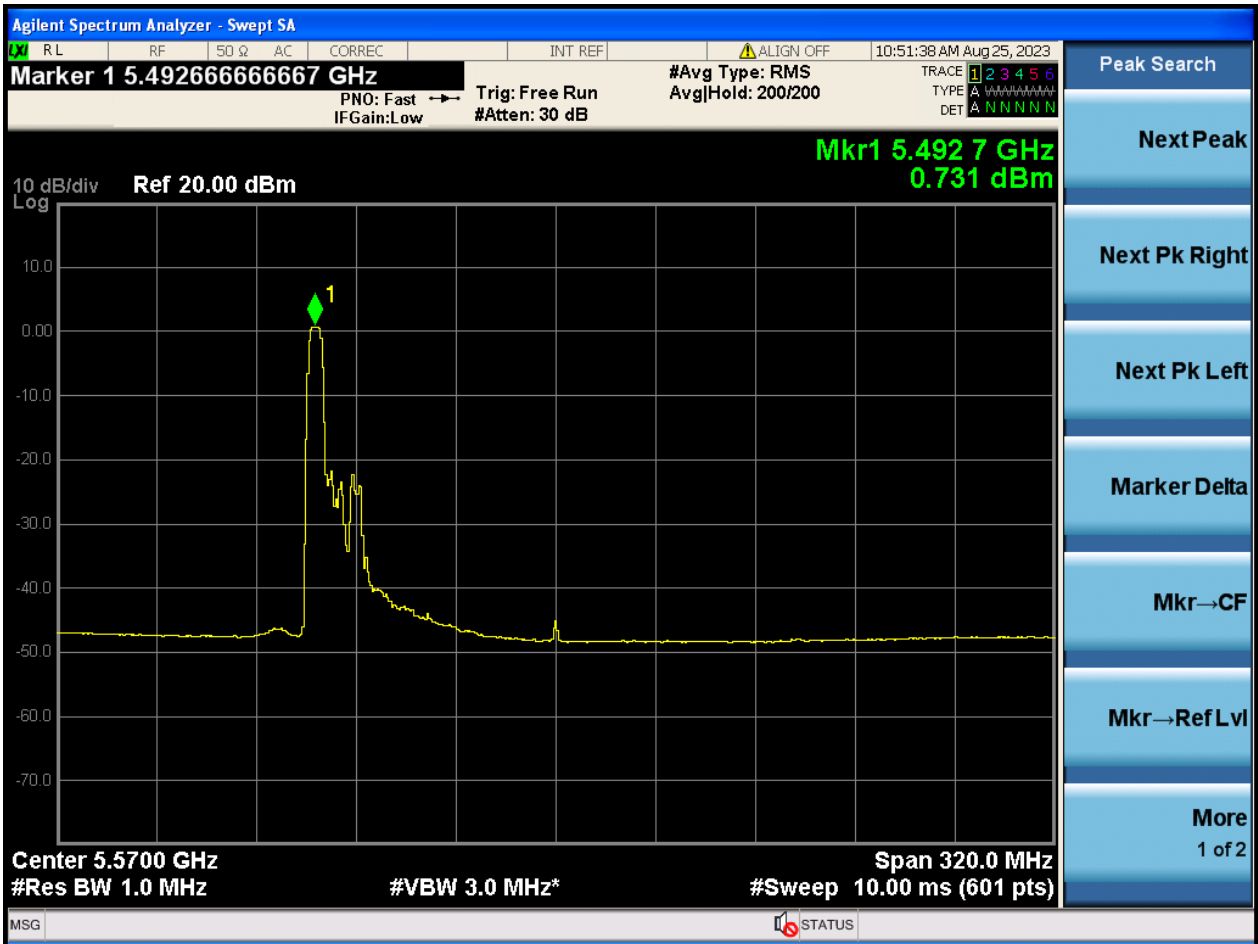 Agilent Spectrum Analyzer - Swept SA
LXI RL RF 50 Ω AC CORREC INT REF ALIGN OFF 10:51:38 AM Aug 25, 2023
Marker 1 5.492666666667 GHz
PNO: Fast
IFGain:Low
Trig: Free Run
#Atten: 30 dB
#Avg Type: RMS
Avg|Hold: 200/200
TRACE 1 2 3 4 5 6
TYPE A WWWWW
DET A N N N N N
Mkr1 5.492 7 GHz
0.731 dBm
10 dB/div Ref 20.00 dBm
Log
10.0
0.00
-10.0
-20.0
-30.0
-40.0
-50.0
-60.0
-70.0
1
Center 5.5700 GHz Span 320.0 MHz
#Res BW 1.0 MHz #VBW 3.0 MHz* #Sweep 10.00 ms (601 pts)
MSG STATUS
Peak Search
Next Peak
Next Pk Right
Next Pk Left
Marker Delta
Mkr→CF
Mkr→Ref Lvl
More
1 of 2